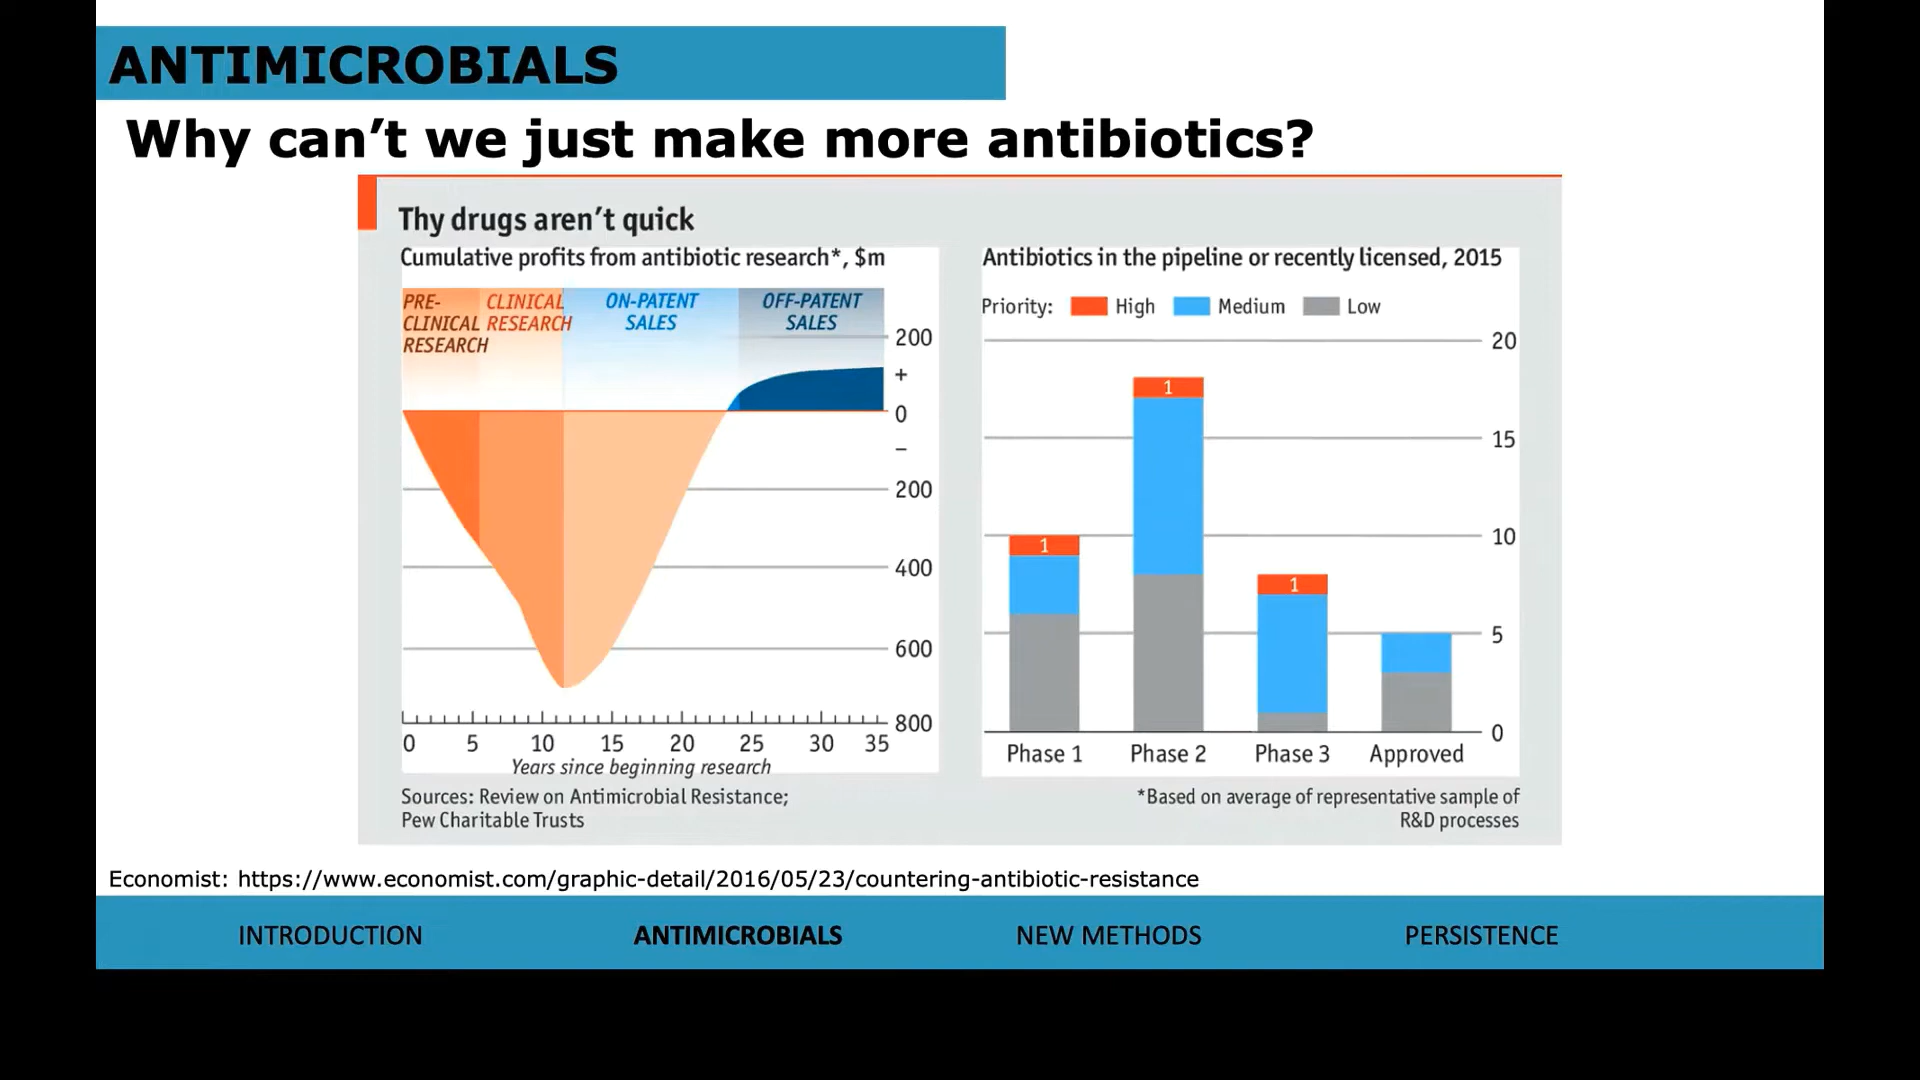 ANTIMICROBIALS
Why can’t we just make more antibiotics?
Thy drugs aren’t quick
Cumulative profits from antibiotic research*, $m
PRE-
CLINICAL
RESEARCH
CLINICAL
RESEARCH
ON-PATENT
SALES
OFF-PATENT
SALES
200
+
0
–
200
400
600
800
0 5 10 15 20 25 30 35
Years since beginning research
Sources: Review on Antimicrobial Resistance;
Pew Charitable Trusts
Antibiotics in the pipeline or recently licensed, 2015
Priority: High Medium Low
20
15
10
5
0
1
1
1
Phase 1 Phase 2 Phase 3 Approved
*Based on average of representative sample of
R&D processes
Economist: https://www.economist.com/graphic-detail/2016/05/23/countering-antibiotic-resistance
INTRODUCTION ANTIMICROBIALS NEW METHODS PERSISTENCE